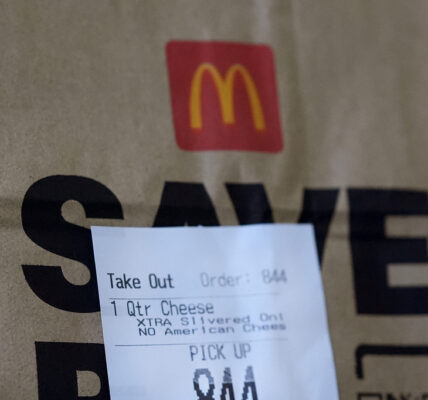 SAVE
Take Out Order: 844
1 Qtr Cheese
XTRA Slivered Oni
NO American Chees
PICK UP
844